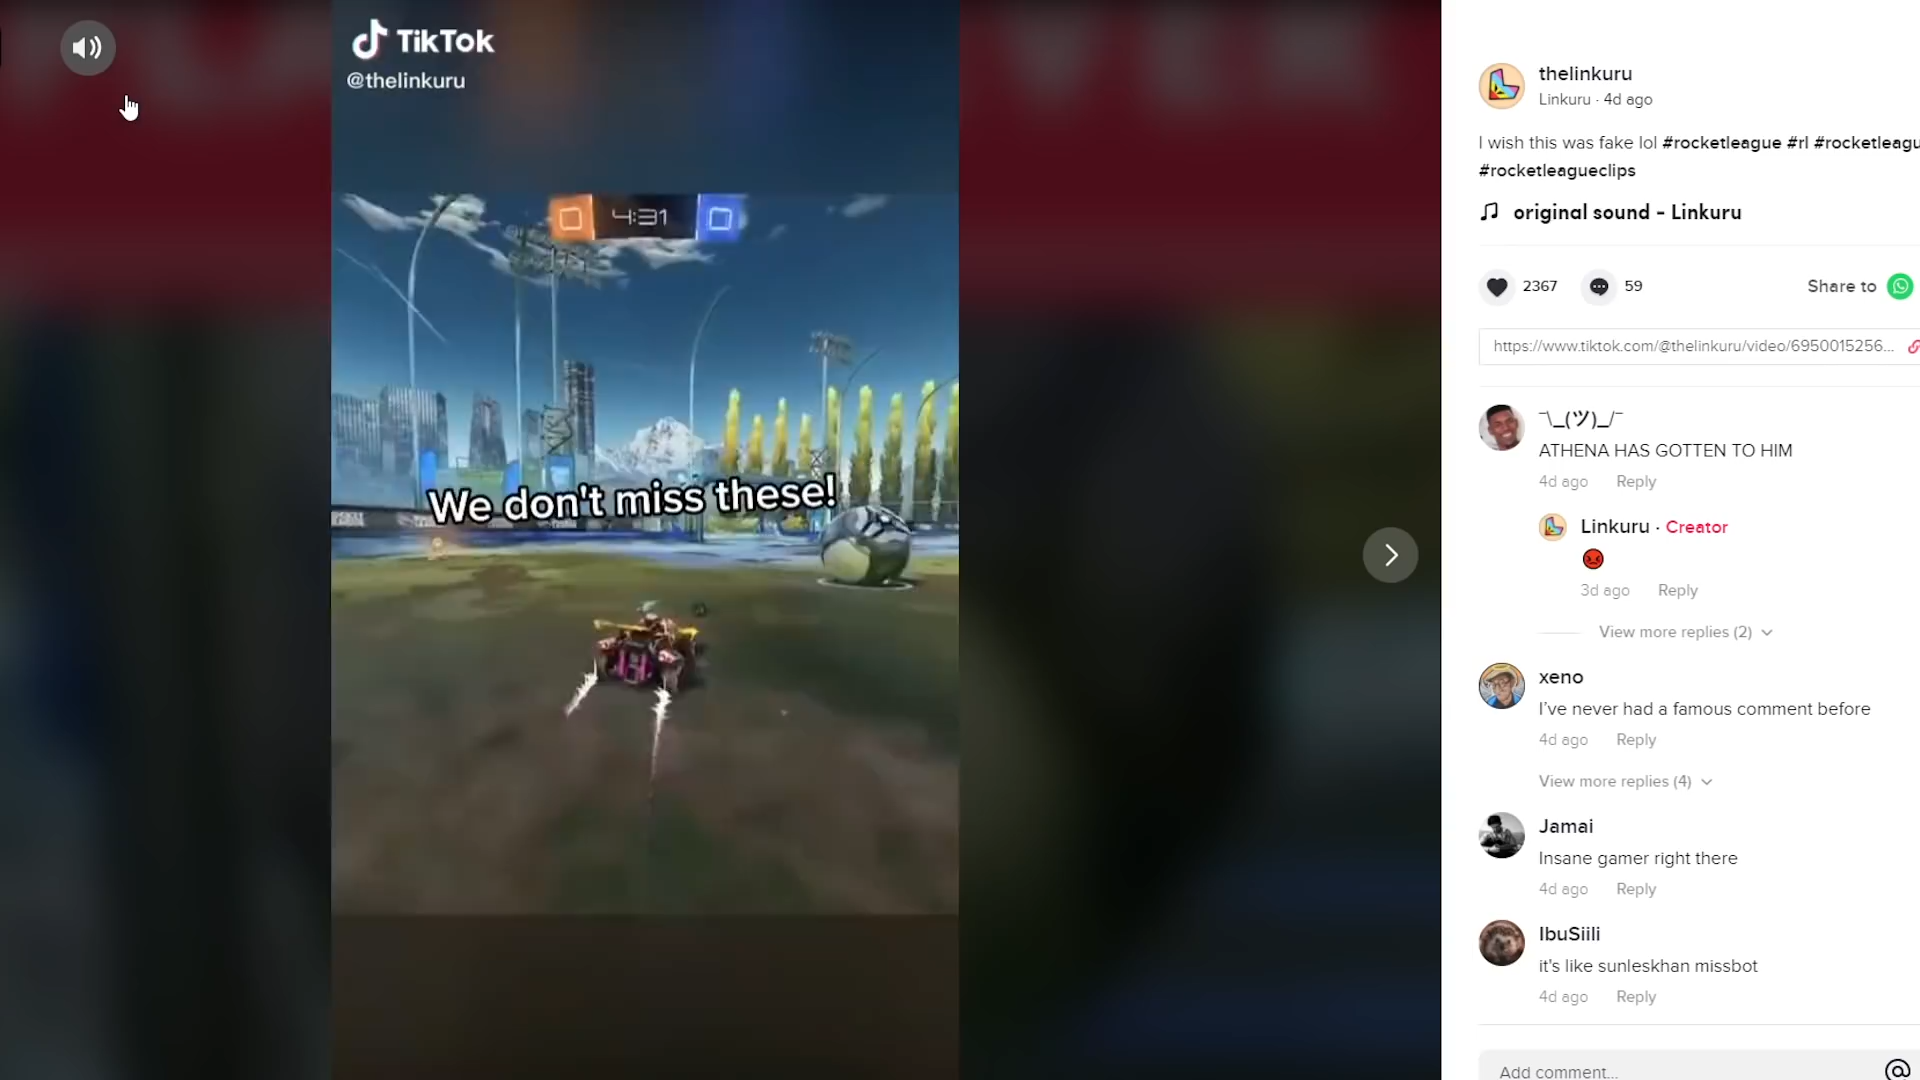 TikTok
@thelinkuru
4:31
We don't miss these!
thelinkuru
Linkuru · 4d ago
I wish this was fake lol #rocketleague #rl #rocketleagu
#rocketleagueclips
original sound - Linkuru
2367
59
Share to
https://www.tiktok.com/@thelinkuru/video/6950015256...
¯\_(ツ)_/¯
ATHENA HAS GOTTEN TO HIM
4d ago Reply
Linkuru · Creator
3d ago Reply
View more replies (2)
xeno
I've never had a famous comment before
4d ago Reply
View more replies (4)
Jamai
Insane gamer right there
4d ago Reply
IbuSiili
it's like sunleskhan missbot
4d ago Reply
Add comment...
@